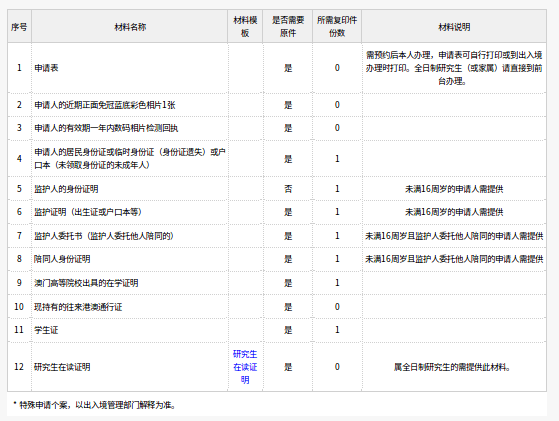 序号 材料名称 材料模板 是否需要原件 所需复印件份数 材料说明
1 申请表 是 0 需预约后本人办理，申请表可自行打印或到出入境办理时打印。全日制研究生（或家属）请直接到前台办理。
2 申请人的近期正面免冠蓝底彩色相片1张 是 0
3 申请人的有效期一年内数码相片检测回执 是 0
4 申请人的居民身份证或临时身份证（身份证遗失）或户口本（未领取身份证的未成年人） 是 1
5 监护人的身份证明 否 1 未满16周岁的申请人需提供
6 监护证明（出生证或户口本等） 是 1 未满16周岁的申请人需提供
7 监护人委托书（监护人委托他人陪同的） 是 1 未满16周岁且监护人委托他人陪同的申请人需提供
8 陪同人身份证明 是 1 未满16周岁且监护人委托他人陪同的申请人需提供
9 澳门高等院校出具的在学证明 是 1
10 现持有的往来港澳通行证 是 0
11 学生证 是 1
12 研究生在读证明 研究生在读证明 是 0 属全日制研究生的需提供此材料。
* 特殊申请个案，以出入境管理部门解释为准。